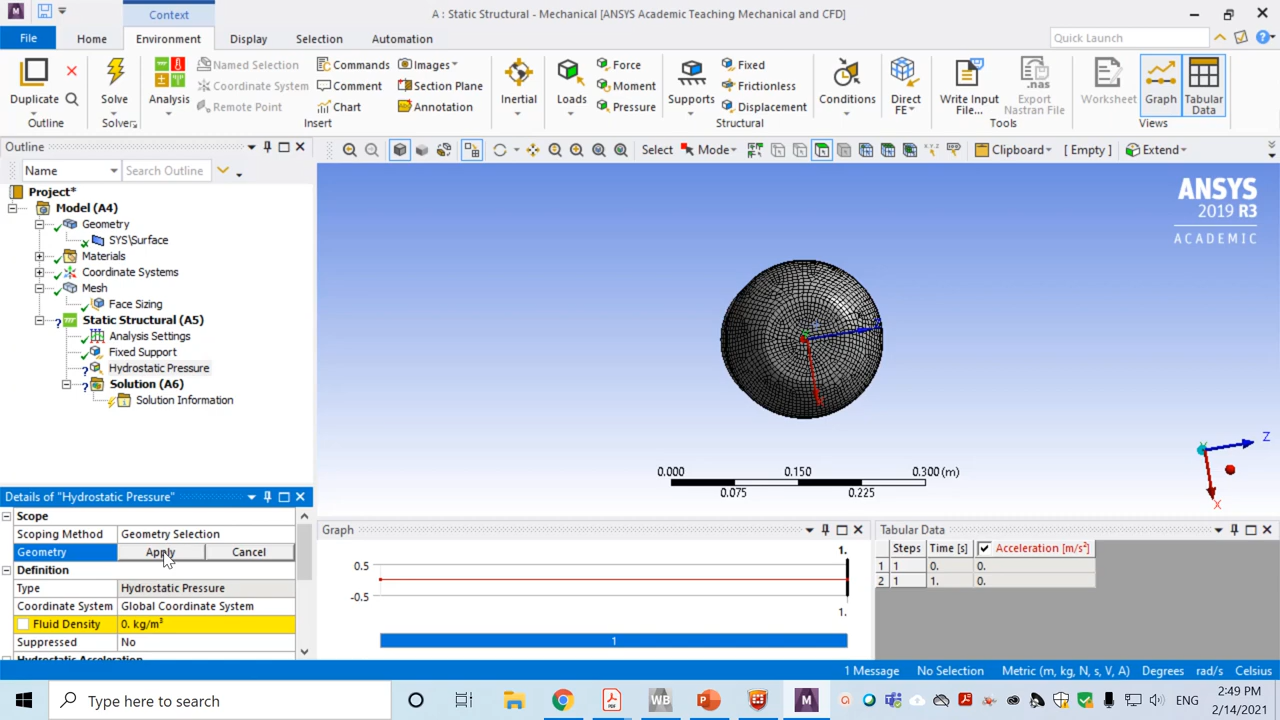 Context
A : Static Structural - Mechanical [ANSYS Academic Teaching Mechanical and CFD]
File Home Environment Display Selection Automation Quick Launch
Named Selection Commands Images Force Fixed
Coordinate System Comment Section Plane Moment Frictionless
Remote Point Chart Annotation Pressure Displacement
Duplicate Solve Analysis Inertial Loads Supports Conditions Direct FE Write Input File... Export Nastran File Worksheet Graph Tabular Data
Outline Solver Insert Structural Tools Views
Outline
Name Search Outline
Select Mode Clipboard [ Empty ] Extend
Project*
Model (A4)
Geometry
SYS\Surface
Materials
Coordinate Systems
Mesh
Face Sizing
Static Structural (A5)
Analysis Settings
Fixed Support
Hydrostatic Pressure
Solution (A6)
Solution Information
ANSYS
2019 R3
ACADEMIC
0.000 0.150 0.300 (m)
0.075 0.225
Z
Y
X
Details of "Hydrostatic Pressure"
Scope
Scoping Method Geometry Selection
Geometry Apply Cancel
Definition
Type Hydrostatic Pressure
Coordinate System Global Coordinate System
Fluid Density 0. kg/m³
Suppressed No
Hydrostatic Acceleration
Graph
1.
0.5
-0.5
1.
1
Tabular Data
Steps Time [s] Acceleration [m/s²]
1 1 0. 0.
2 1 1. 0.
1 Message No Selection Metric (m, kg, N, s, V, A) Degrees rad/s Celsius
Type here to search
ENG
2:49 PM
2/14/2021